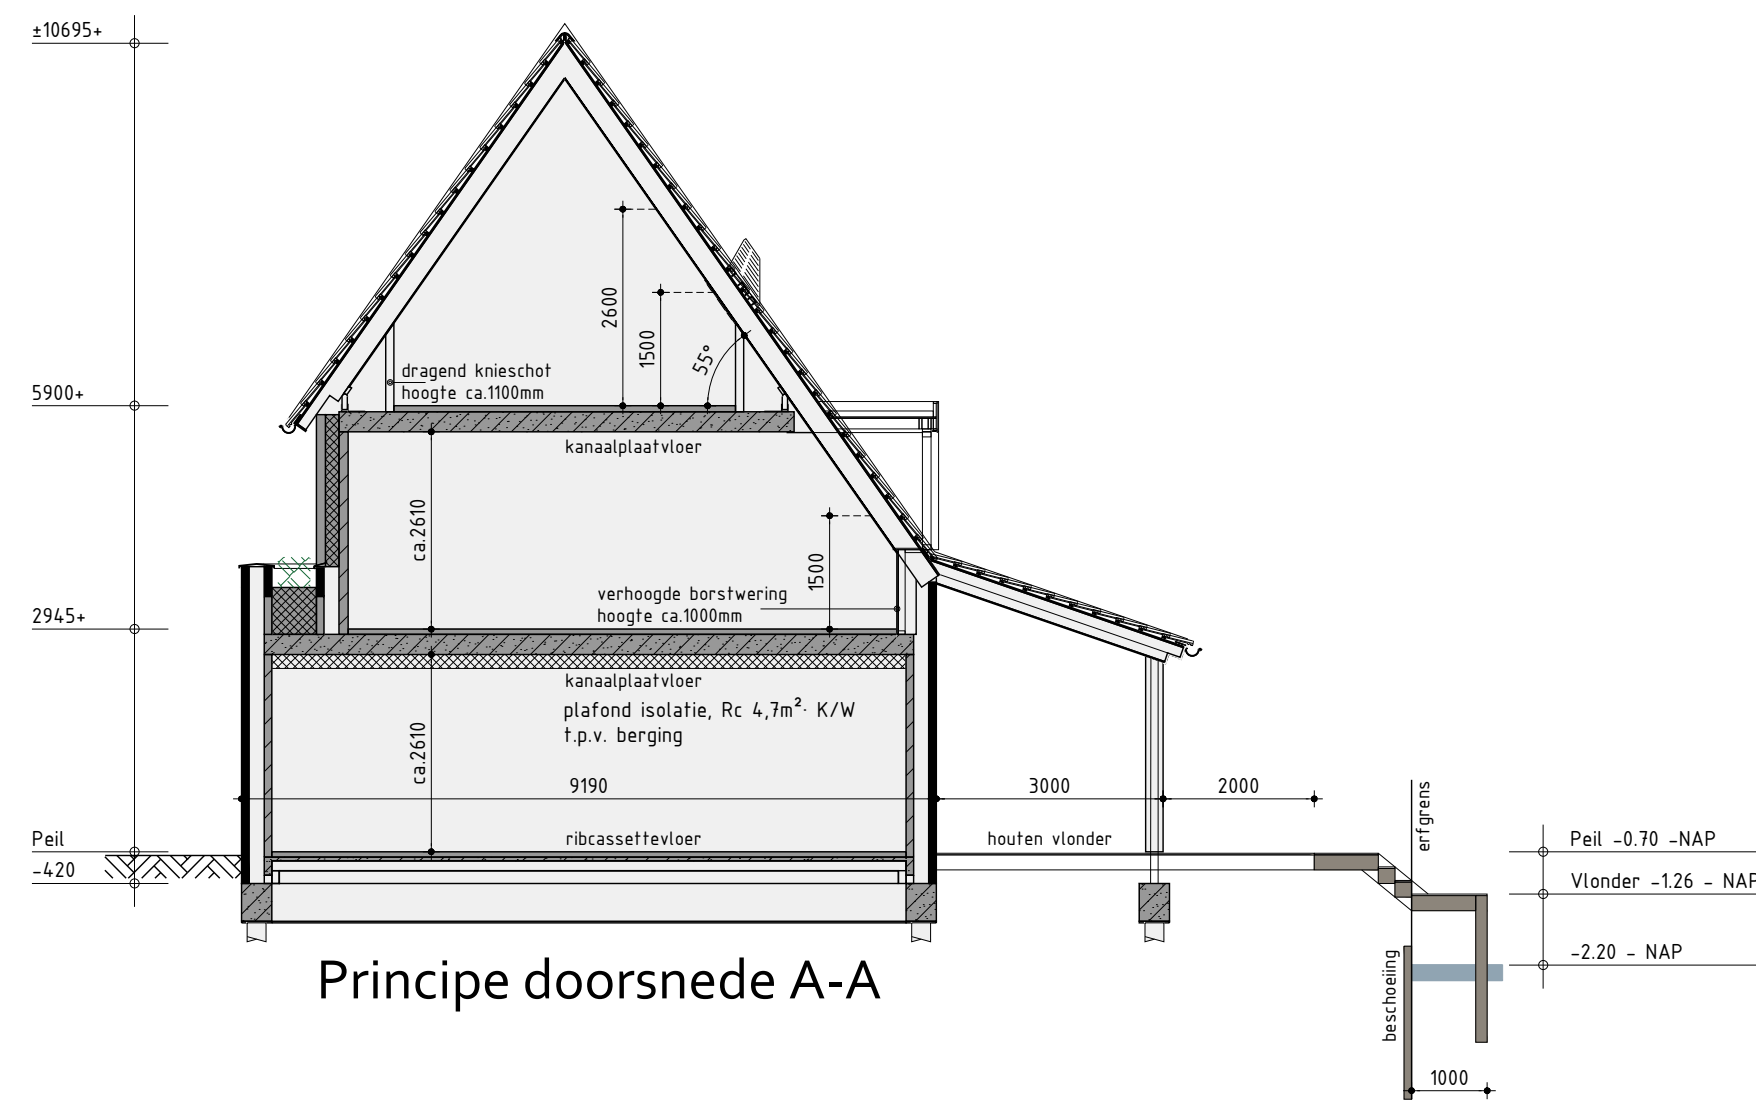 ±10695+
5900+
2945+
Peil
-420
2600
1500
55°
dragend knieschot
hoogte ca.1100mm
kanaalplaatvloer
ca.2610
1500
verhoogde borstwering
hoogte ca.1000mm
kanaalplaatvloer
plafond isolatie, Rc 4,7m²· K/W
t.p.v. berging
ca.2610
9190
3000
2000
ribcassettevloer
houten vlonder
erfgrens
Peil -0.70 -NAP
Vlonder -1.26 - NAP
-2.20 - NAP
beschoeiing
1000
Principe doorsnede A-A